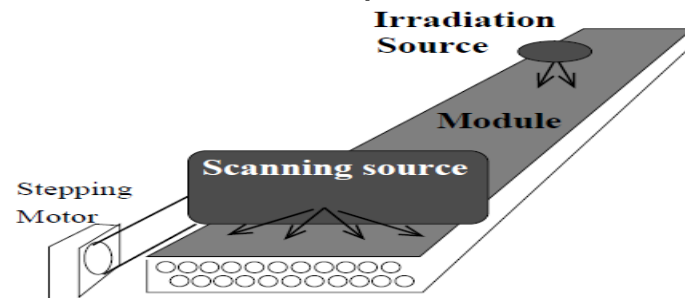 Irradiation
Source
Module
Scanning source
Stepping
Motor